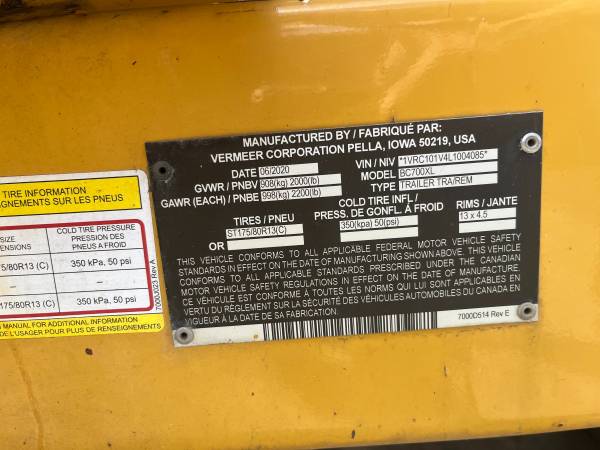 TIRE INFORMATION
SUR LES PNEUS
SIZE
COLD TIRE PRESSURE
PRESSION DES
PNEUS A FROID
75/80R13 (C)
350 kPa, 50 psi
–
–
175/80R13 (C)
350 kPa, 50 psi
MANUAL FOR ADDITIONAL INFORMATION
DE L'USAGER POUR PLUS DE RENSEIGNEMENTS
7000J023 Rev A
MANUFACTURED BY / FABRIQUÉ PAR:
VERMEER CORPORATION PELLA, IOWA 50219, USA
DATE 06/2020
VIN / NIV *1VRC101V4L1004085*
GVWR / PNBV 908(kg) 2000(lb)
MODEL BC700XL
GAWR (EACH) / PNBE 998(kg) 2200(lb)
TYPE TRAILER TRA/REM
TIRES / PNEU
COLD TIRE INFL /
PRESS. DE GONFL. À FROID
RIMS / JANTE
ST175/80R13(C)
350(kpa) 50(psi)
13 x 4.5
OR
THIS VEHICLE CONFORMS TO ALL APPLICABLE FEDERAL MOTOR VEHICLE SAFETY
STANDARDS IN EFFECT ON DATE OF MANUFACTURING SHOWN ABOVE. THIS VEHICLE
CONFORMS TO ALL APPLICABLE STANDARDS PRESCRIBED UNDER THE CANADIAN
MOTOR VEHICLE SAFETY REGULATIONS IN EFFECT ON THE DATE OF MANUFACTURE.
CE VÉHICULE EST CONFORME À TOUTES LES NORMS QUI LUI SONT APPLICABLES EN
VERTU DU RÈGLEMENT SUR LA SÉCURITÉ DES VÉHICULES AUTOMOBILES DU CANADA EN
VIGUEUR À LA DATE DE SA FABRICATION.
7000D514 Rev E